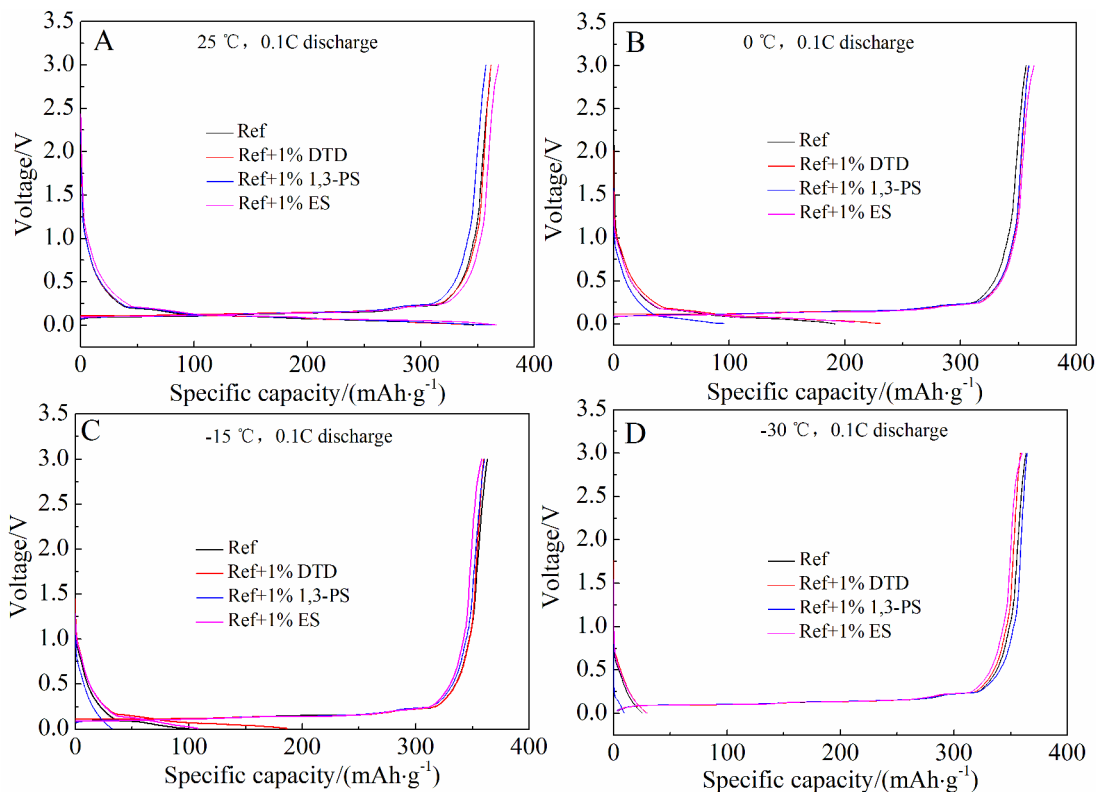 A
25 ℃, 0.1C discharge
3.5
3.0
2.5
2.0
1.5
1.0
0.5
0.0
Voltage/V
Ref
Ref+1% DTD
Ref+1% 1,3-PS
Ref+1% ES
0 100 200 300 400
Specific capacity/(mAh·g⁻¹)
B
0 ℃, 0.1C discharge
3.5
3.0
2.5
2.0
1.5
1.0
0.5
0.0
Voltage/V
Ref
Ref+1% DTD
Ref+1% 1,3-PS
Ref+1% ES
0 100 200 300 400
Specific capacity/(mAh·g⁻¹)
C
-15 ℃, 0.1C discharge
3.5
3.0
2.5
2.0
1.5
1.0
0.5
0.0
Voltage/V
Ref
Ref+1% DTD
Ref+1% 1,3-PS
Ref+1% ES
0 100 200 300 400
Specific capacity/(mAh·g⁻¹)
D
-30 ℃, 0.1C discharge
3.5
3.0
2.5
2.0
1.5
1.0
0.5
0.0
Voltage/V
Ref
Ref+1% DTD
Ref+1% 1,3-PS
Ref+1% ES
0 100 200 300 400
Specific capacity/(mAh·g⁻¹)